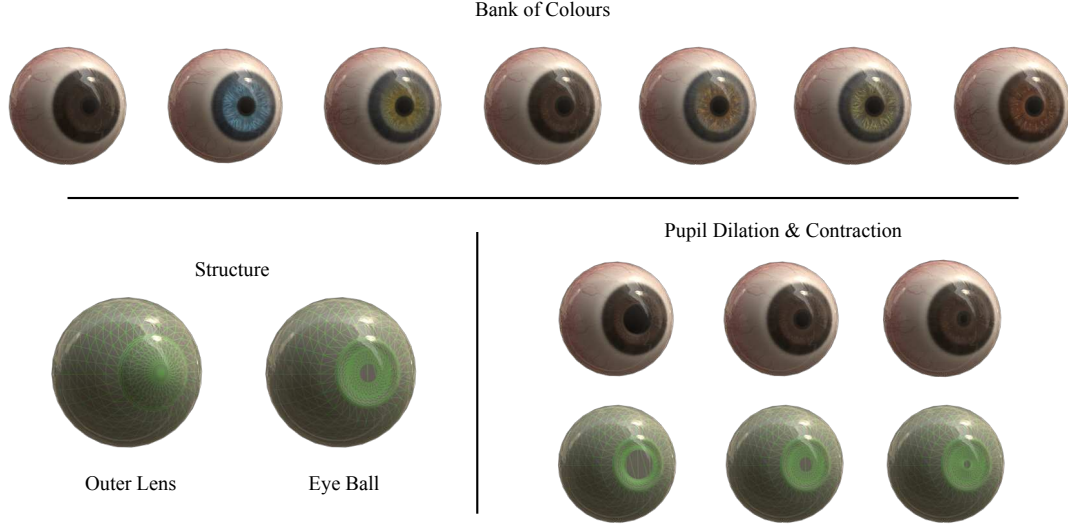 Bank of Colours
Structure
Pupil Dilation & Contraction
Outer Lens
Eye Ball